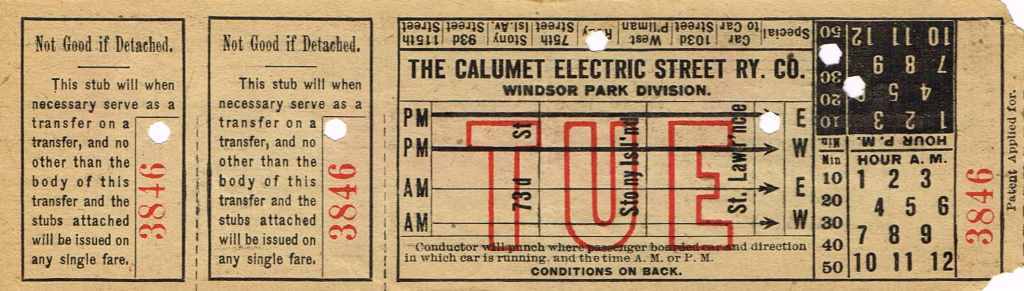 Not Good if Detached.
This stub will when
necessary serve as a
transfer on a
transfer, and no
other than the
body of this
transfer and the
stubs attached
will be issued on
any single fare.
3846
Not Good if Detached.
This stub will when
necessary serve as a
transfer on a
transfer, and no
other than the
body of this
transfer and the
stubs attached
will be issued on
any single fare.
3846
Special
to Car
Car
103d Street
West
Pullman
75th
Stony
Isl. Av.
93d Street
115th
Street
THE CALUMET ELECTRIC STREET RY. CO.
WINDSOR PARK DIVISION.
PM E
PM W
AM E
AM W
TUE
73d St
Stony Isl'nd
St. Lawr'nce
Conductor will punch where passenger boarded car and direction
in which car is running, and the time A. M. or P. M.
CONDITIONS ON BACK.
HOUR P. M.
Min
10 1 2 3
20 4 5 6
30 7 8 9
50 10 11 12
Min HOUR A. M.
10 1 2 3
20 4 5 6
30 7 8 9
40
50 10 11 12
3846
Patent Applied for.